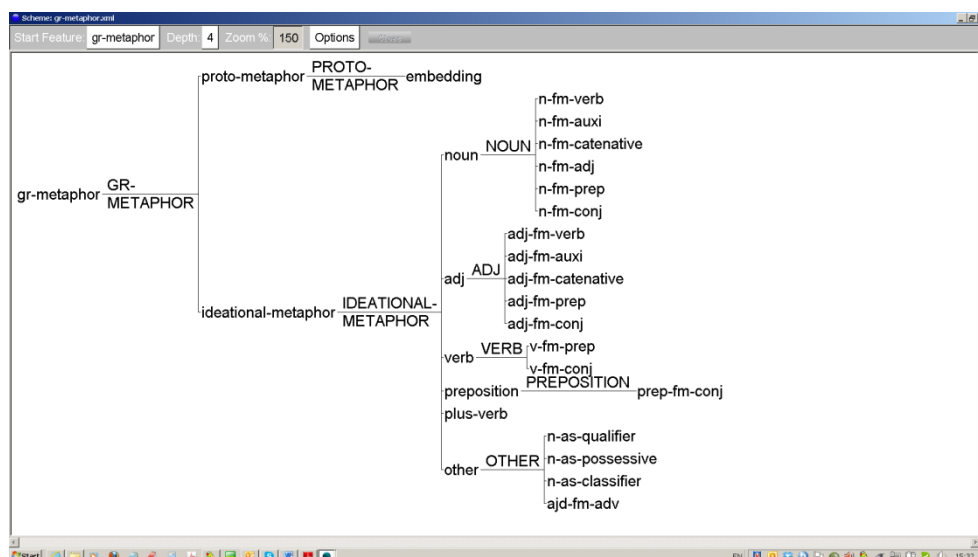 Scheme: gr-metaphor.xml
Start Feature: gr-metaphor Depth: 4 Zoom %: 150 Options Close
proto-metaphor PROTO-METAPHOR embedding
n-fm-verb
n-fm-auxi
noun NOUN n-fm-catenative
n-fm-adj
n-fm-prep
n-fm-conj
gr-metaphor GR-METAPHOR
adj-fm-verb
adj-fm-auxi
adj ADJ adj-fm-catenative
adj-fm-prep
adj-fm-conj
ideational-metaphor IDEATIONAL-METAPHOR
verb VERB v-fm-prep
v-fm-conj
preposition PREPOSITION prep-fm-conj
plus-verb
n-as-qualifier
n-as-possessive
other OTHER n-as-classifier
ajd-fm-adv
Start EN 15:33